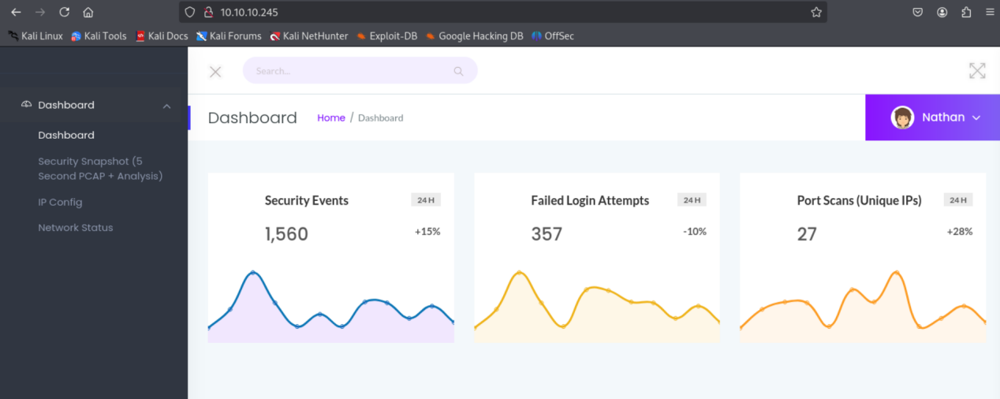 10.10.10.245
Kali Linux Kali Tools Kali Docs Kali Forums Kali NetHunter Exploit-DB Google Hacking DB OffSec
Search...
Dashboard
Dashboard
Security Snapshot (5
Second PCAP + Analysis)
IP Config
Network Status
Dashboard Home / Dashboard
Nathan
Security Events 24 H
1,560 +15%
Failed Login Attempts 24 H
357 -10%
Port Scans (Unique IPs) 24 H
27 +28%